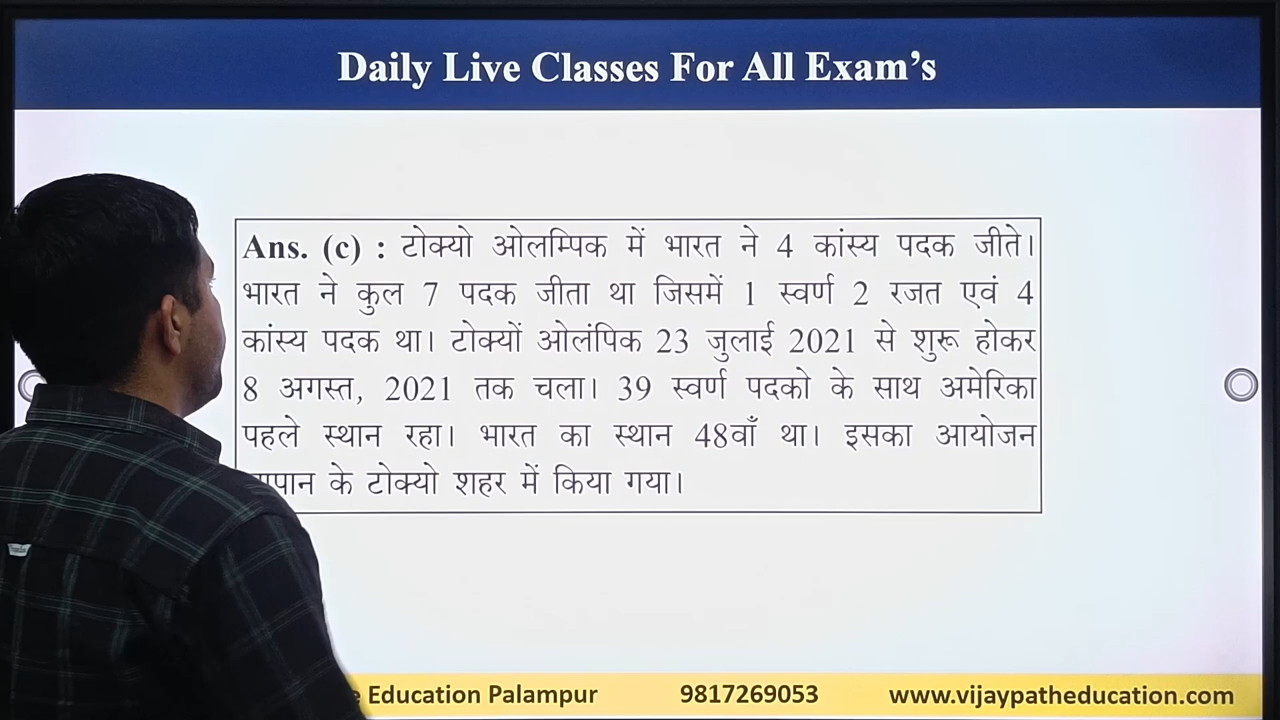 Daily Live Classes For All Exam's
Ans. (c) : टोक्यो ओलम्पिक में भारत ने 4 कांस्य पदक जीते।
भारत ने कुल 7 पदक जीता था जिसमें 1 स्वर्ण 2 रजत एवं 4
कांस्य पदक था। टोक्यों ओलंपिक 23 जुलाई 2021 से शुरू होकर
8 अगस्त, 2021 तक चला। 39 स्वर्ण पदको के साथ अमेरिका
पहले स्थान रहा। भारत का स्थान 48वाँ था। इसका आयोजन
के टोक्यो शहर में किया गया।
Education Palampur 9817269053 www.vijaypatheducation.com